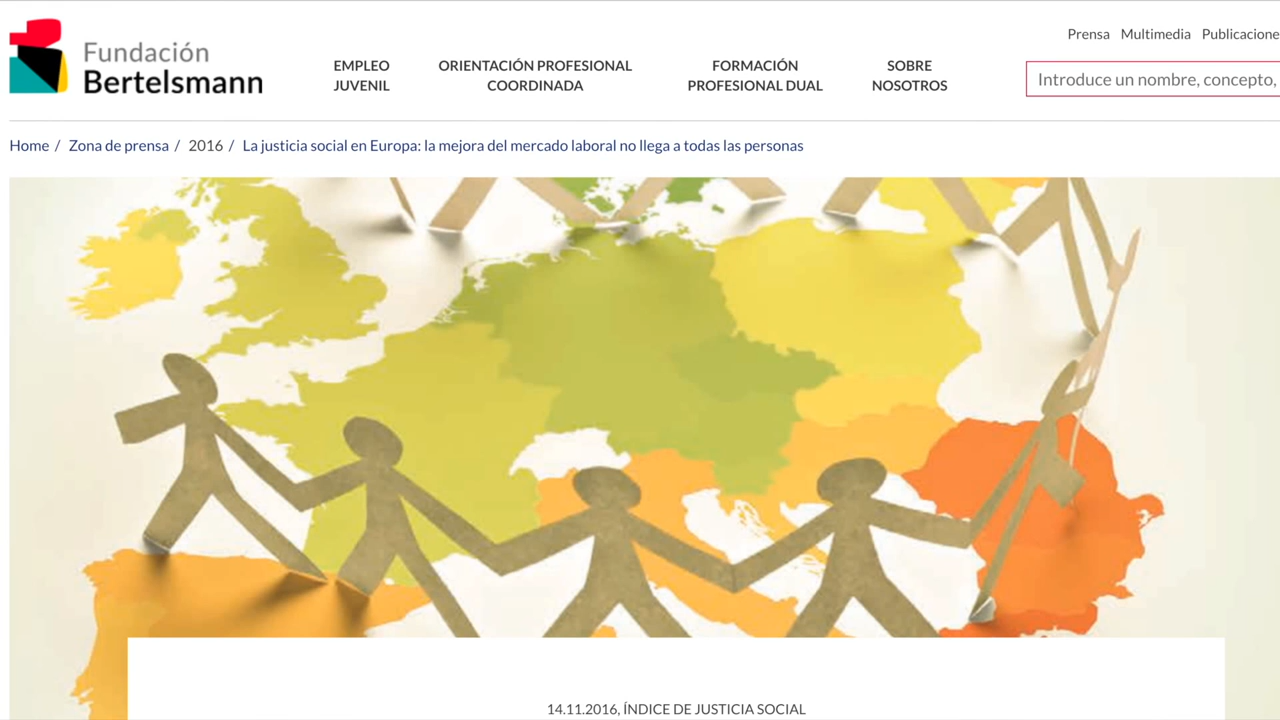 Fundación
Bertelsmann
EMPLEO
JUVENIL
ORIENTACIÓN PROFESIONAL
COORDINADA
FORMACIÓN
PROFESIONAL DUAL
SOBRE
NOSOTROS
Prensa Multimedia Publicacione
Introduce un nombre, concepto,
Home / Zona de prensa / 2016 / La justicia social en Europa: la mejora del mercado laboral no llega a todas las personas
14.11.2016, ÍNDICE DE JUSTICIA SOCIAL